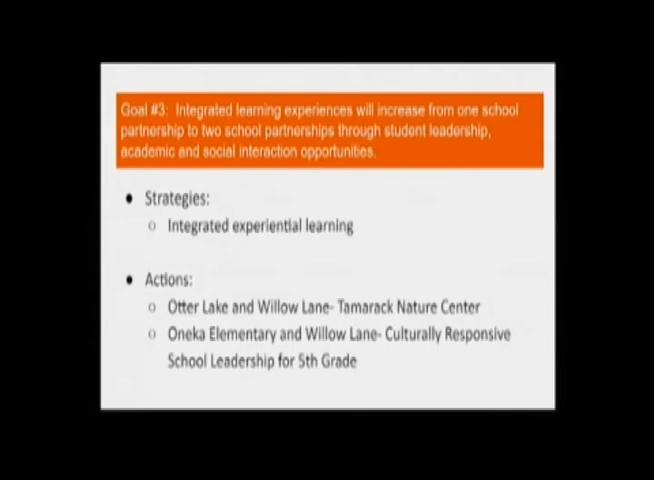 Goal #3: Integrated learning experiences will increase from one school
partnership to two school partnerships through student leadership,
academic and social interaction opportunities.
● Strategies:
○ Integrated experiential learning
● Actions:
○ Otter Lake and Willow Lane- Tamarack Nature Center
○ Oneka Elementary and Willow Lane- Culturally Responsive
School Leadership for 5th Grade